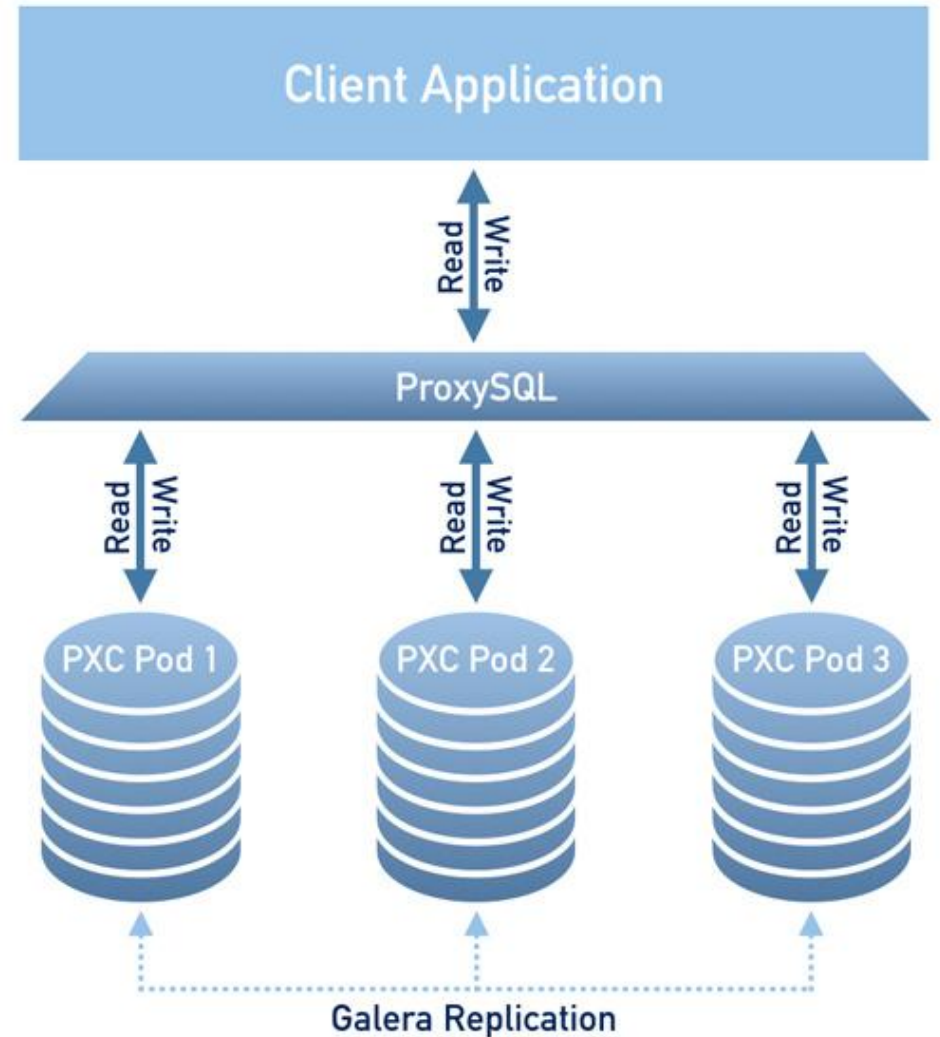 Client Application
Read
Write
ProxySQL
Read
Write
Read
Write
Read
Write
PXC Pod 1
PXC Pod 2
PXC Pod 3
Galera Replication